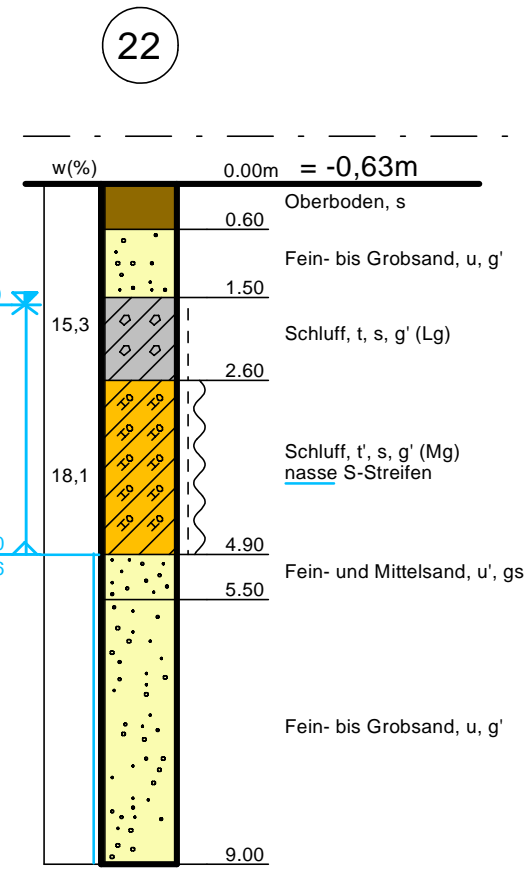 22
w(%) 0.00m = -0,63m
Oberboden, s
0.60
Fein- bis Grobsand, u, g'
1.50
15,3
Schluff, t, s, g' (Lg)
2.60
Schluff, t', s, g' (Mg)
18,1
nasse S-Streifen
4.90
Fein- und Mittelsand, u', gs
5.50
Fein- bis Grobsand, u, g'
9.00